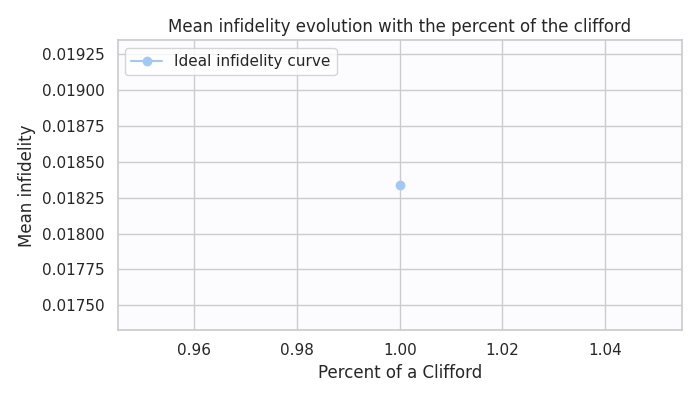 Mean infidelity evolution with the percent of the clifford
Ideal infidelity curve
0.01925
0.01900
0.01875
0.01850
0.01825
0.01800
0.01775
0.01750
Mean infidelity
0.96 0.98 1.00 1.02 1.04
Percent of a Clifford